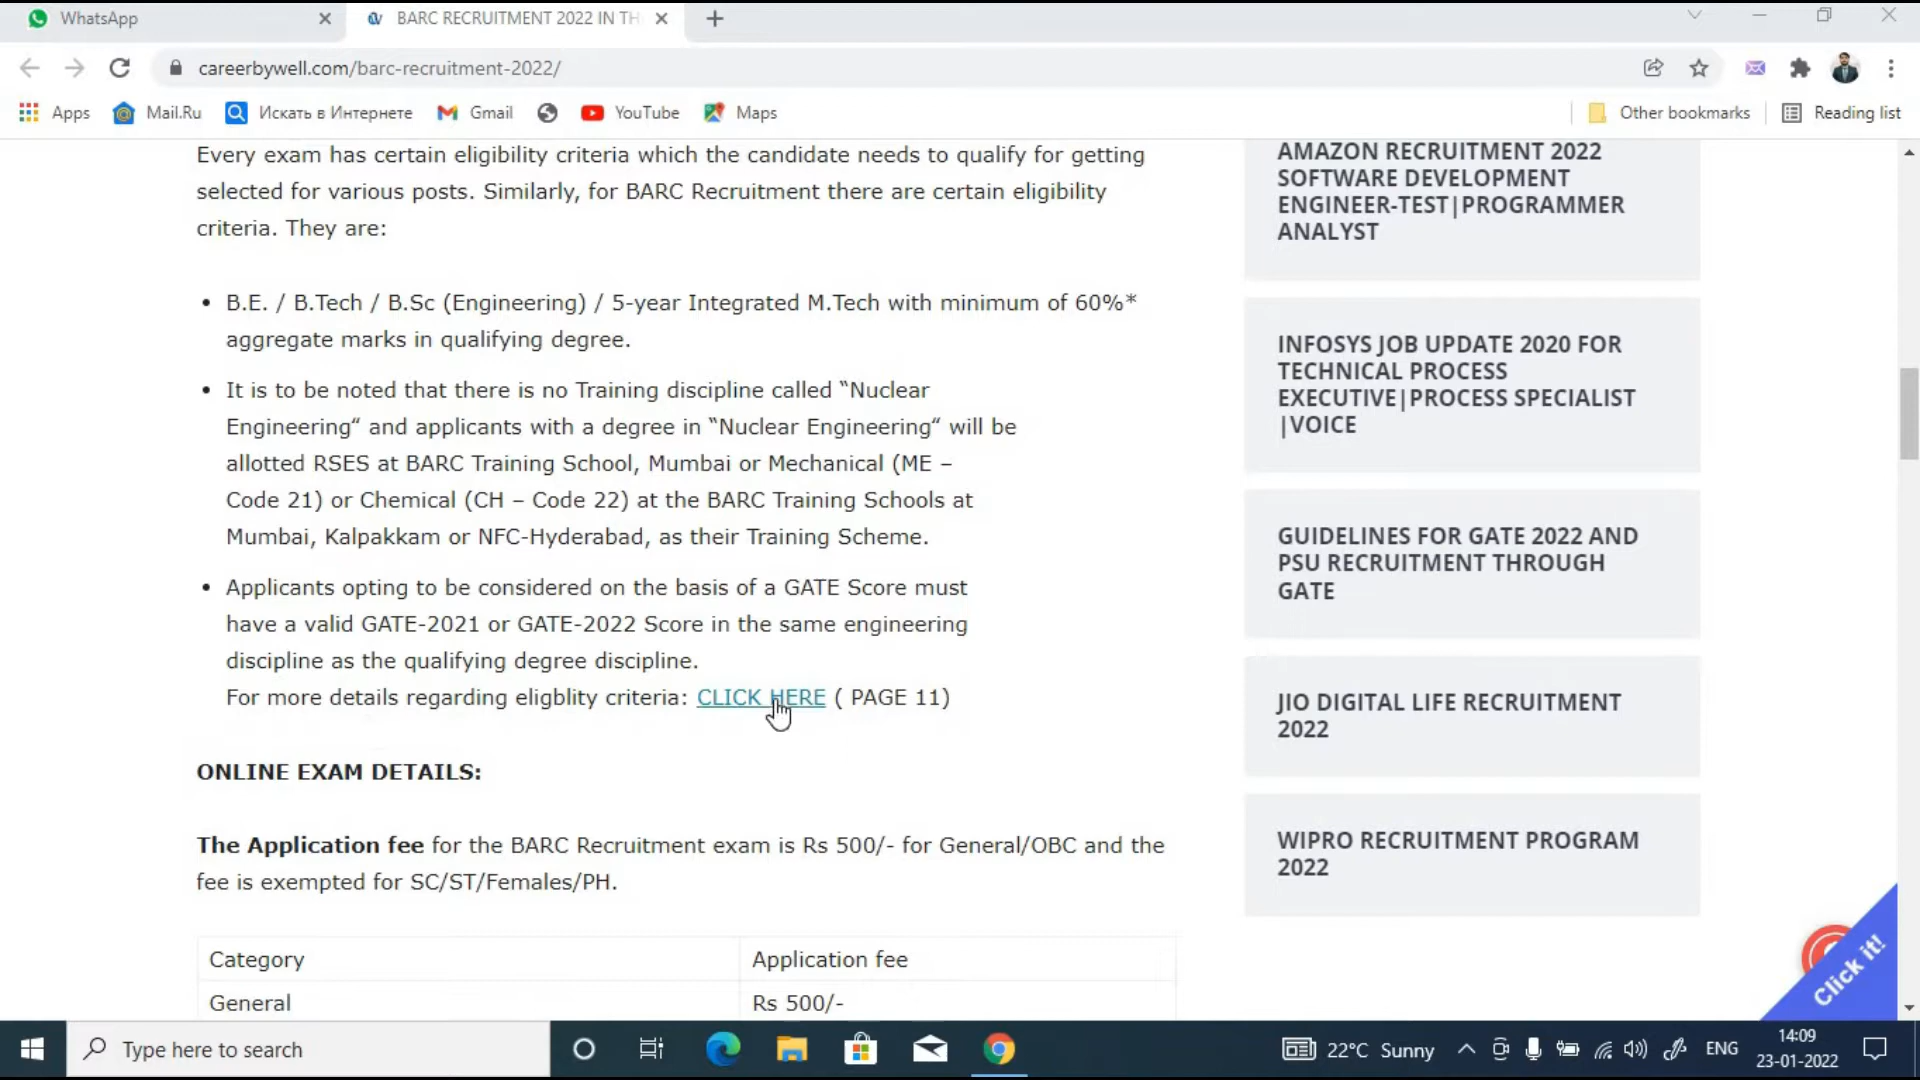 WhatsApp
BARC RECRUITMENT 2022 IN TH
careerbywell.com/barc-recruitment-2022/
Apps
Mail.Ru
Искать в Интернете
Gmail
YouTube
Maps
Other bookmarks
Reading list
Every exam has certain eligibility criteria which the candidate needs to qualify for getting
selected for various posts. Similarly, for BARC Recruitment there are certain eligibility
criteria. They are:
• B.E. / B.Tech / B.Sc (Engineering) / 5-year Integrated M.Tech with minimum of 60%*
aggregate marks in qualifying degree.
• It is to be noted that there is no Training discipline called “Nuclear
Engineering“ and applicants with a degree in “Nuclear Engineering“ will be
allotted RSES at BARC Training School, Mumbai or Mechanical (ME –
Code 21) or Chemical (CH – Code 22) at the BARC Training Schools at
Mumbai, Kalpakkam or NFC-Hyderabad, as their Training Scheme.
• Applicants opting to be considered on the basis of a GATE Score must
have a valid GATE-2021 or GATE-2022 Score in the same engineering
discipline as the qualifying degree discipline.
For more details regarding eligblity criteria: CLICK HERE ( PAGE 11)
ONLINE EXAM DETAILS:
The Application fee for the BARC Recruitment exam is Rs 500/- for General/OBC and the
fee is exempted for SC/ST/Females/PH.
Category Application fee
General Rs 500/-
AMAZON RECRUITMENT 2022
SOFTWARE DEVELOPMENT
ENGINEER-TEST|PROGRAMMER
ANALYST
INFOSYS JOB UPDATE 2020 FOR
TECHNICAL PROCESS
EXECUTIVE|PROCESS SPECIALIST
|VOICE
GUIDELINES FOR GATE 2022 AND
PSU RECRUITMENT THROUGH
GATE
JIO DIGITAL LIFE RECRUITMENT
2022
WIPRO RECRUITMENT PROGRAM
2022
Click it!
Type here to search
22°C Sunny
ENG
14:09
23-01-2022